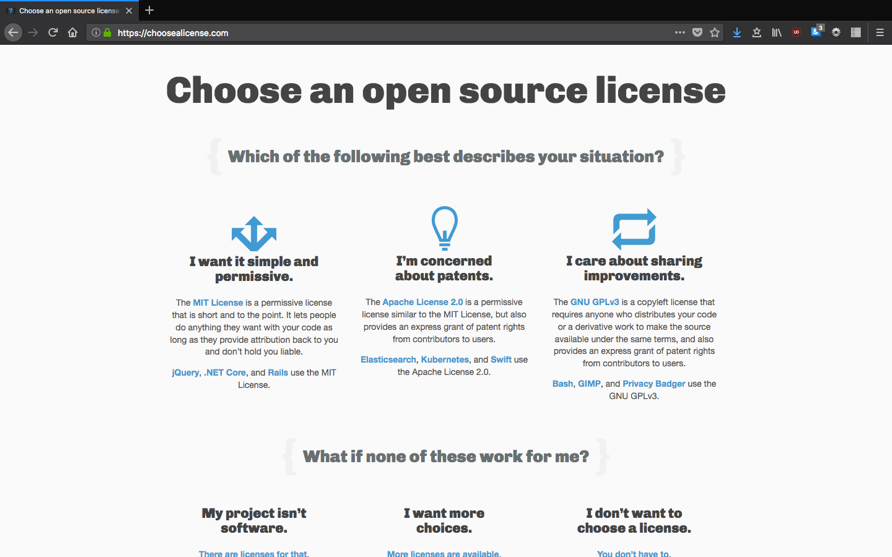 ? Choose an open source license
https://choosealicense.com
3
Choose an open source license
{ Which of the following best describes your situation? }
I want it simple and
permissive.
The MIT License is a permissive license
that is short and to the point. It lets people
do anything they want with your code as
long as they provide attribution back to you
and don’t hold you liable.
jQuery, .NET Core, and Rails use the MIT
License.
I’m concerned
about patents.
The Apache License 2.0 is a permissive
license similar to the MIT License, but also
provides an express grant of patent rights
from contributors to users.
Elasticsearch, Kubernetes, and Swift use
the Apache License 2.0.
I care about sharing
improvements.
The GNU GPLv3 is a copyleft license that
requires anyone who distributes your code
or a derivative work to make the source
available under the same terms, and also
provides an express grant of patent rights
from contributors to users.
Bash, GIMP, and Privacy Badger use the
GNU GPLv3.
{ What if none of these work for me? }
My project isn’t
software.
There are licenses for that.
I want more
choices.
More licenses are available.
I don’t want to
choose a license.
You don’t have to.